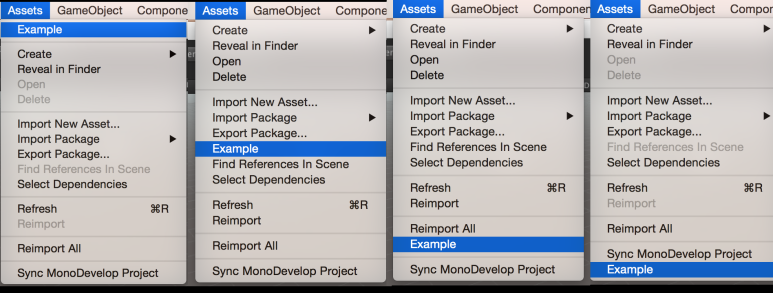 Assets GameObject Compone
Example
Create
Reveal in Finder
Open
Delete
Import New Asset...
Import Package
Export Package...
Find References In Scene
Select Dependencies
Refresh ⌘R
Reimport
Reimport All
Sync MonoDevelop Project
Assets GameObject Compone
Create
Reveal in Finder
Open
Delete
Import New Asset...
Import Package
Export Package...
Example
Find References In Scene
Select Dependencies
Refresh ⌘R
Reimport
Reimport All
Sync MonoDevelop Project
Assets GameObject Componen
Create
Reveal in Finder
Open
Delete
Import New Asset...
Import Package
Export Package...
Find References In Scene
Select Dependencies
Refresh ⌘R
Reimport
Reimport All
Example
Sync MonoDevelop Project
Assets GameObject Compor
Create
Reveal in Finder
Open
Delete
Import New Asset...
Import Package
Export Package...
Find References In Scene
Select Dependencies
Refresh ⌘R
Reimport
Reimport All
Sync MonoDevelop Project
Example